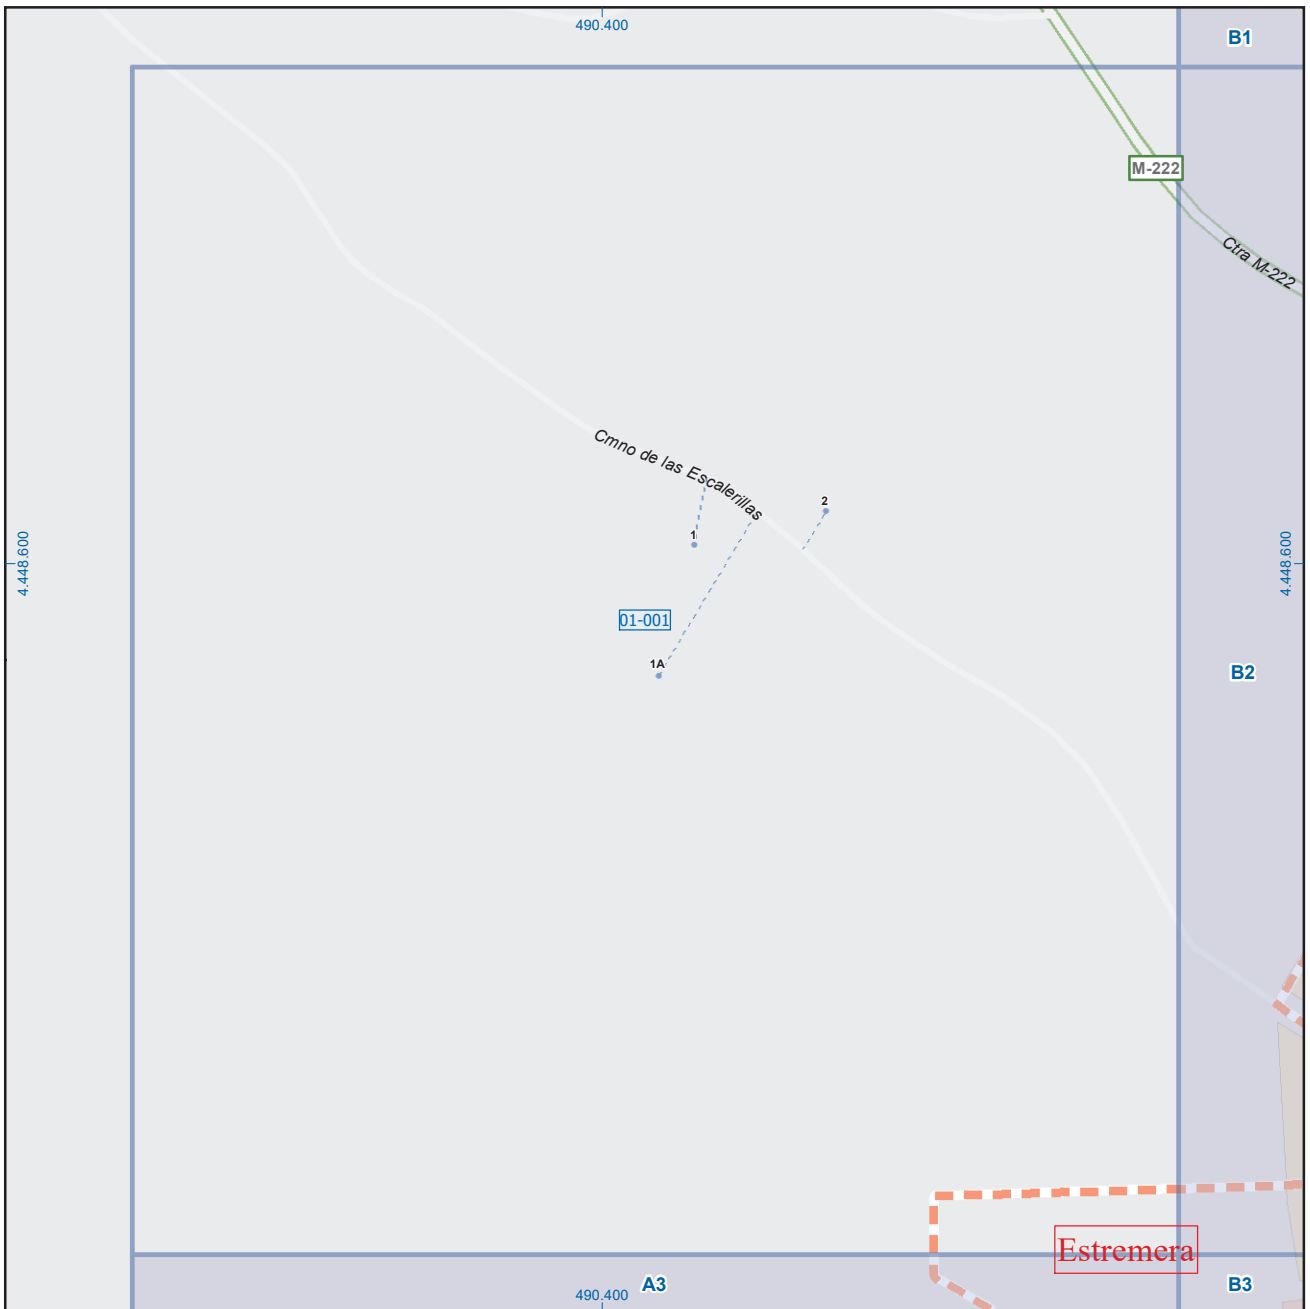 490.400
B1
M-222
Ctra M-222
Cmno de las Escalerillas
2
1
4.448.600
4.448.600
01-001
1A
B2
Estremera
A3
B3
490.400